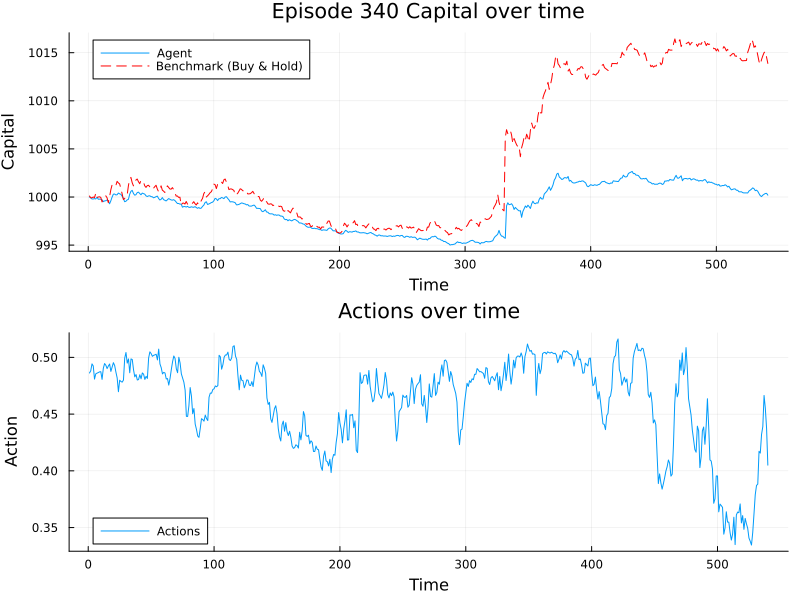 Episode 340 Capital over time
Capital
1015
1010
1005
1000
995
Agent
Benchmark (Buy & Hold)
0 100 200 300 400 500
Time
Actions over time
Action
0.50
0.45
0.40
0.35
Actions
0 100 200 300 400 500
Time